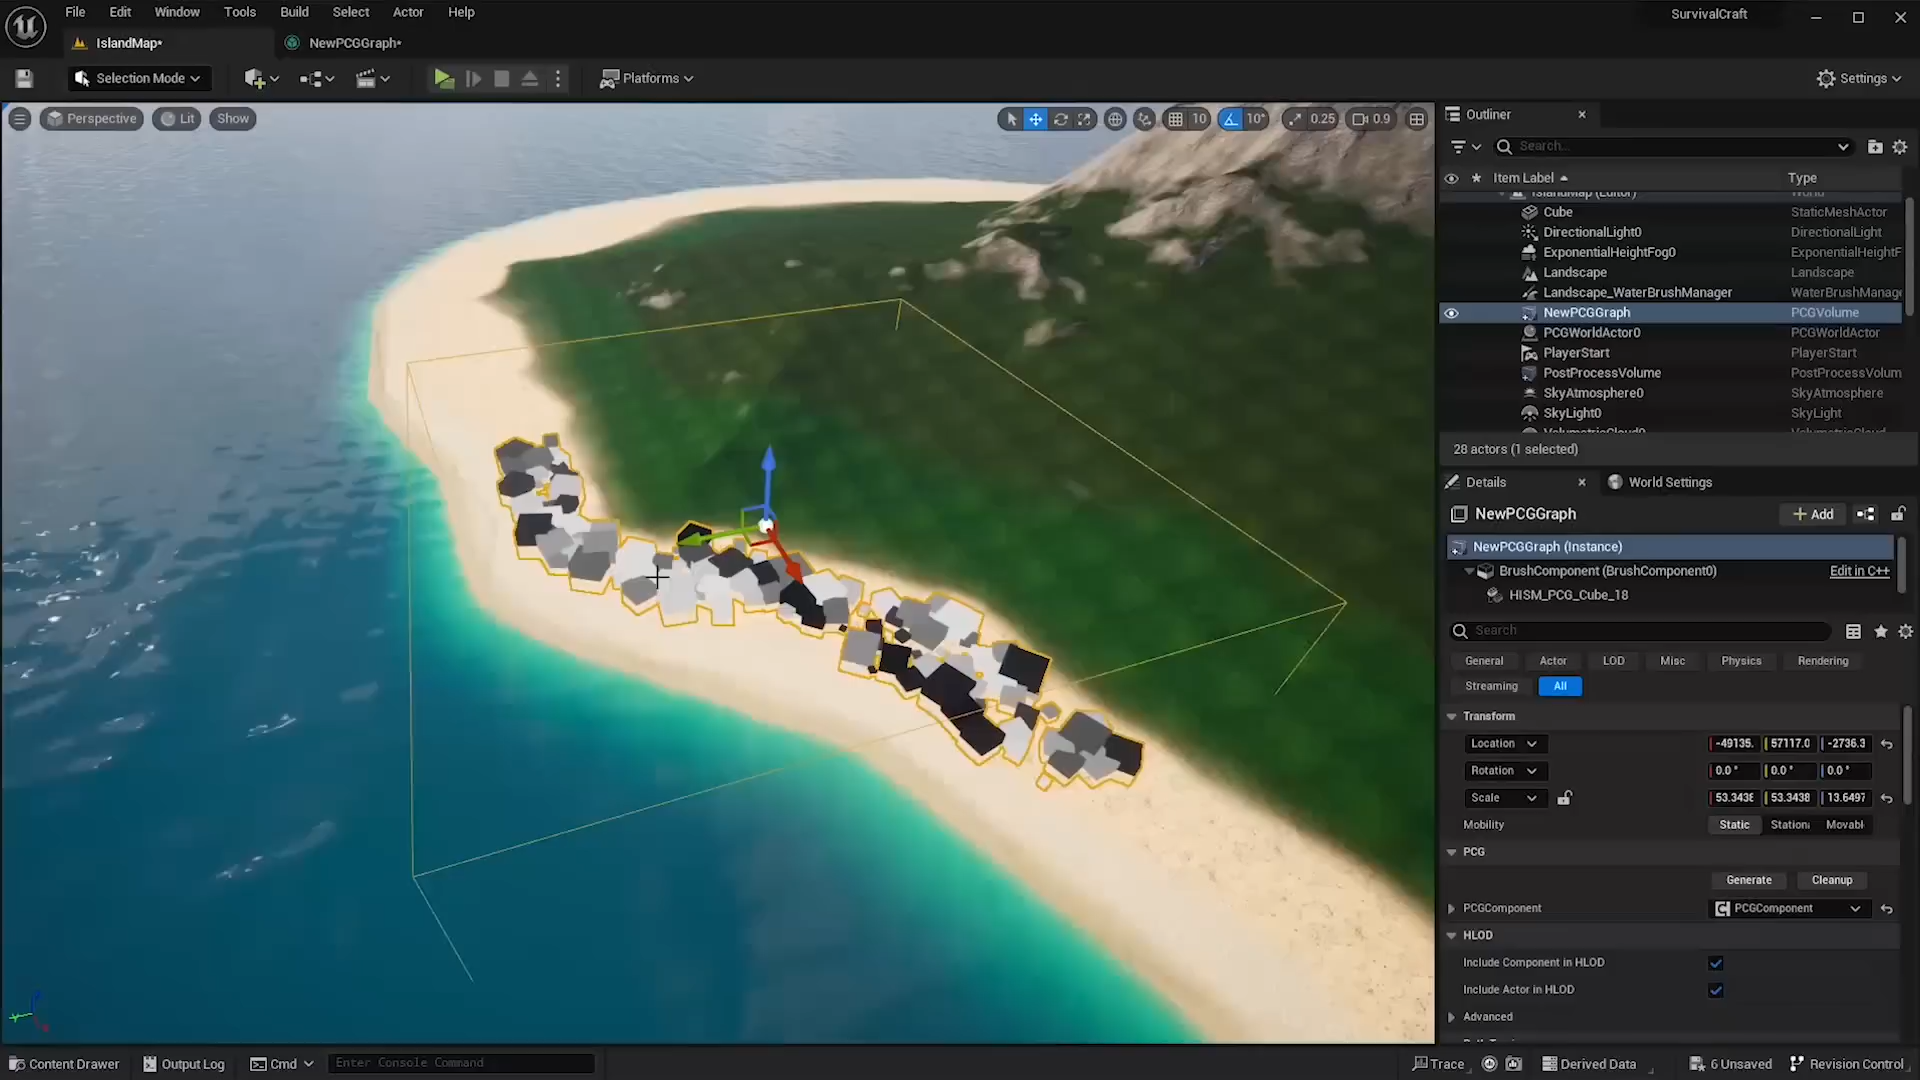 File Edit Window Tools Build Select Actor Help
SurvivalCraft
IslandMap*
NewPCGGraph*
Selection Mode
Platforms
Settings
Perspective Lit Show
10 10° 0.25 0.9
Outliner
Search...
Item Label Type
IslandMap (Editor) World
Cube StaticMeshActor
DirectionalLight0 DirectionalLight
ExponentialHeightFog0 ExponentialHeightF
Landscape Landscape
Landscape_WaterBrushManager WaterBrushManage
NewPCGGraph PCGVolume
PCGWorldActor0 PCGWorldActor
PlayerStart PlayerStart
PostProcessVolume PostProcessVolum
SkyAtmosphere0 SkyAtmosphere
SkyLight0 SkyLight
VolumetricCloud0 VolumetricCloud
28 actors (1 selected)
Details World Settings
NewPCGGraph + Add
NewPCGGraph (Instance)
BrushComponent (BrushComponent0) Edit in C++
HISM_PCG_Cube_18
Search
General Actor LOD Misc Physics Rendering
Streaming All
Transform
Location -49135. 57117.0 -2736.3
Rotation 0.0° 0.0° 0.0°
Scale 53.3438 53.3438 13.6497
Mobility Static Station Movabl
PCG
Generate Cleanup
PCGComponent PCGComponent
HLOD
Include Component in HLOD
Include Actor in HLOD
Advanced
Content Drawer Output Log Cmd Enter Console Command Trace Derived Data 6 Unsaved Revision Control